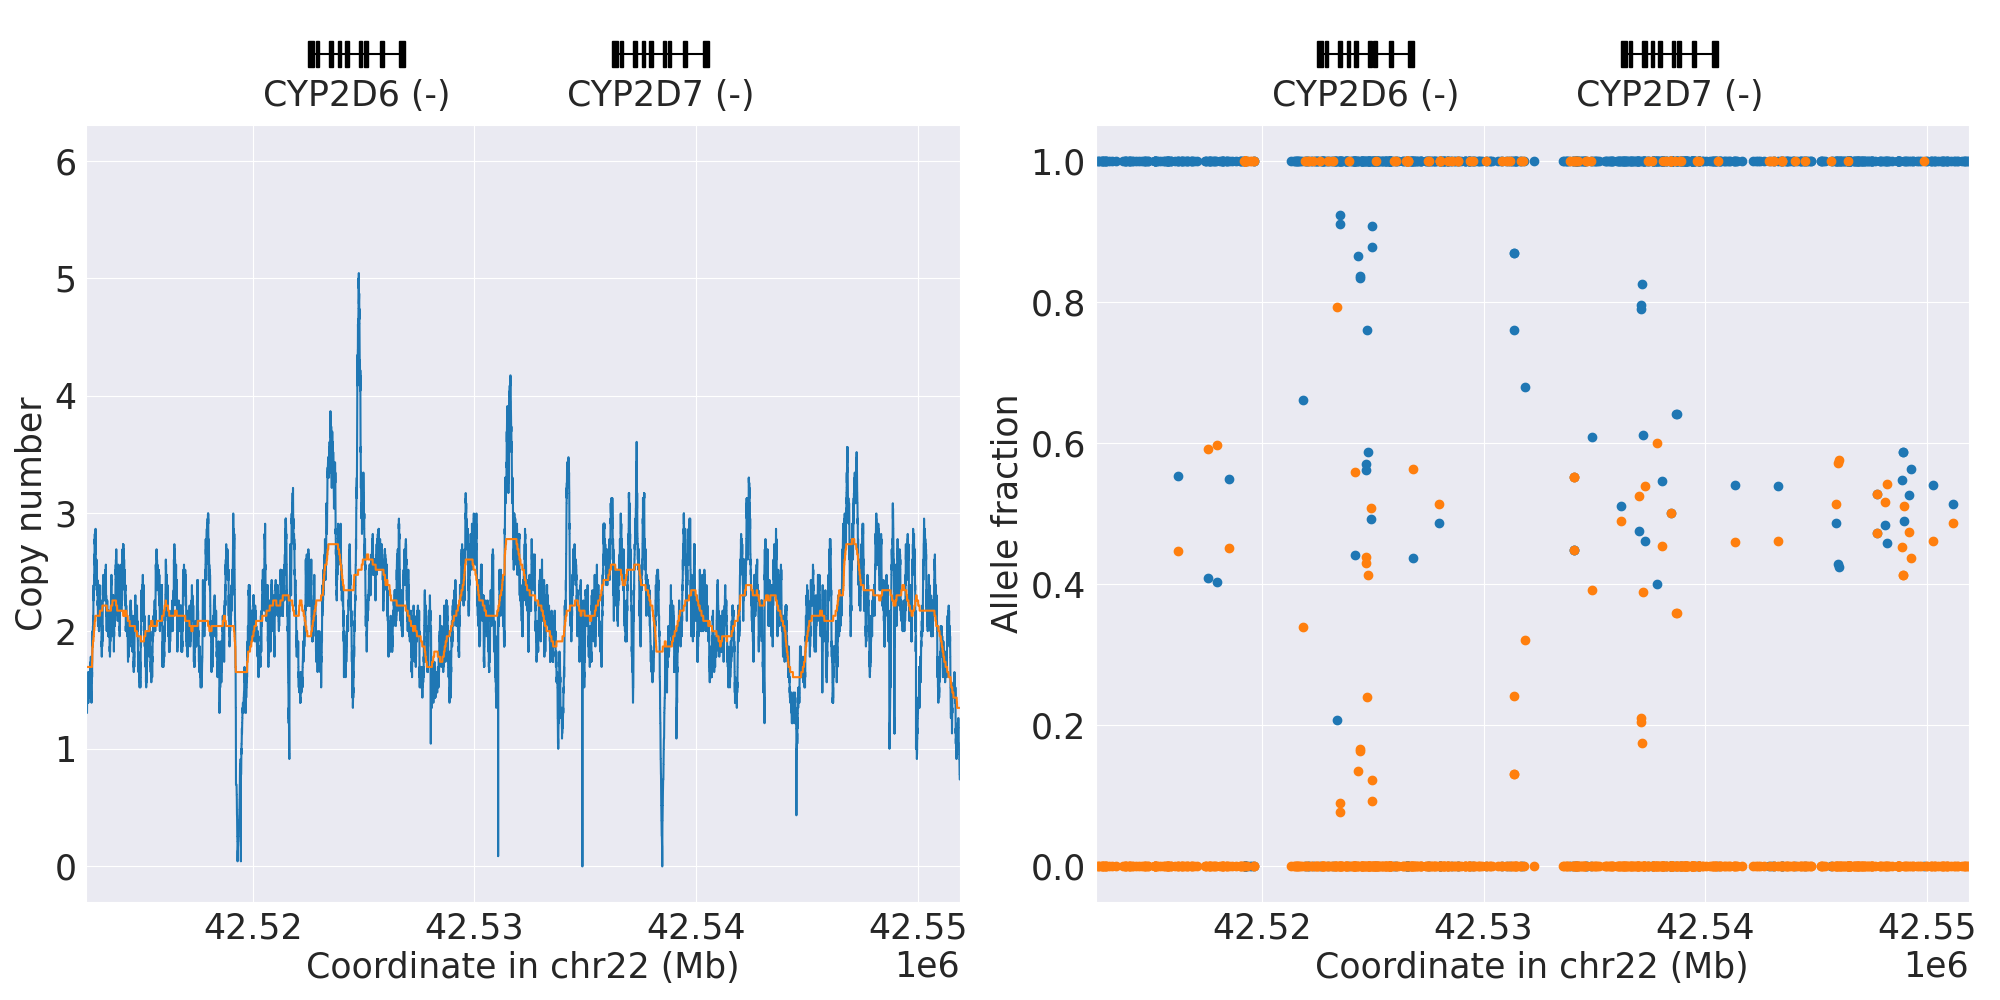 CYP2D6 (-) CYP2D7 (-)
6
5
4
3
2
1
0
Copy number
42.52 42.53 42.54 42.55
Coordinate in chr22 (Mb) 1e6
CYP2D6 (-) CYP2D7 (-)
1.0
0.8
0.6
0.4
0.2
0.0
Allele fraction
42.52 42.53 42.54 42.55
Coordinate in chr22 (Mb) 1e6